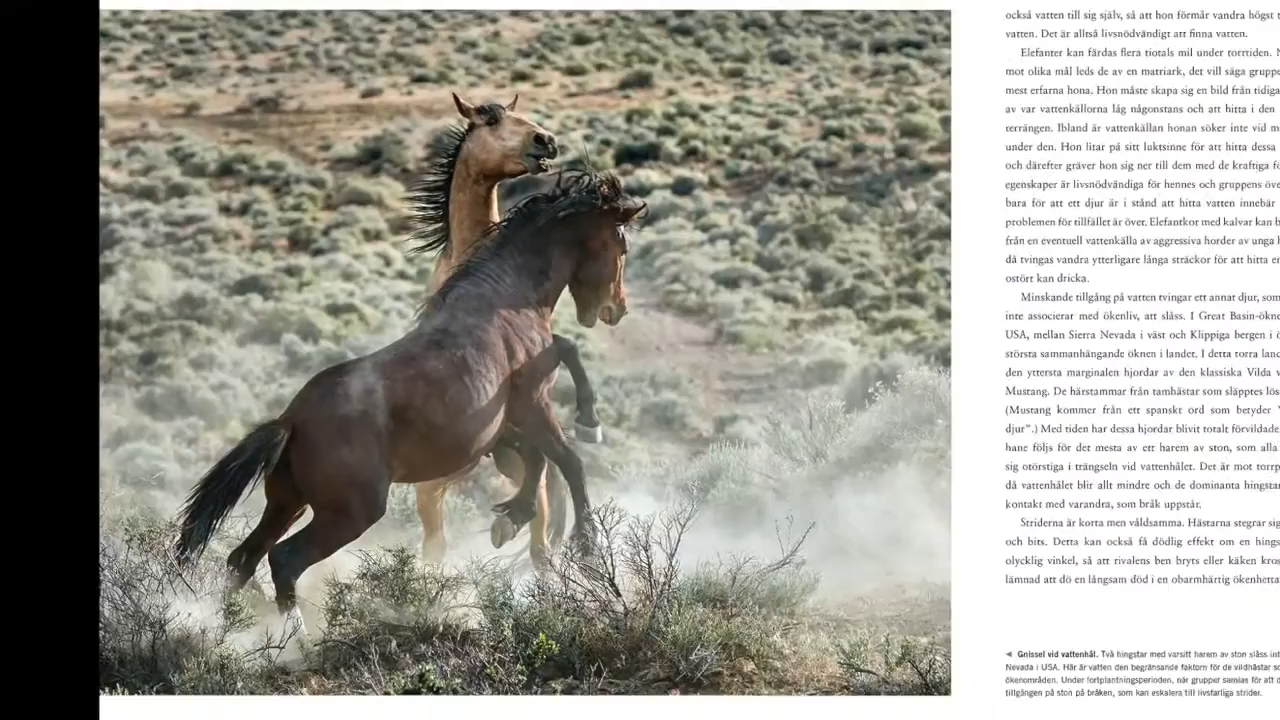 också vatten till sig själv, så att hon förmår vandra högst
vatten. Det är alltså livsnödvändigt att finna vatten.
Elefanter kan färdas flera tiotals mil under torrtiden.
mot olika mål leds de av en matriark, det vill säga
mest erfarna hona. Hon måste skapa sig en bild från
av var vattenkällorna låg någonstans och att hitta i den
terrängen. Ibland är vattenkällan honan söker inte vid
under den. Hon litar på sitt luktsinne för att hitta dessa
och därefter gräver hon sig ner till dem med de kraftiga
egenskaper är livsnödvändiga för hennes och gruppens
bara för att ett djur är i stånd att hitta vatten innebär
problemen för tillfället är över. Elefantkor med kalvar kan
från en eventuell vattenkälla av aggressiva horder av unga
då tvingas vandra ytterligare långa sträckor för att hitta
ostört kan dricka.
Minskande tillgång på vatten tvingar ett annat djur, som
inte associerar med ökenliv, att slåss. I Great
USA, mellan Sierra Nevada i väst och Klippiga bergen i
största sammanhängande öknen i landet. I detta torra
den yttersta marginalen hjordar av den klassiska Vilda
Mustang. De härstammar från tamhästar som släpptes
(Mustang kommer från ett spanskt ord som betyder
djur".) Med tiden har dessa hjordar blivit totalt
hane följs för det mesta av ett harem av ston, som alla
sig otörstiga i trängseln vid vattenhålet. Det är mot
då vattenhålet blir allt mindre och de dominanta
kontakt med varandra, som bråk uppstår.
Striderna är korta men våldsamma. Hästarna stegrar
och bits. Detta kan också få dödlig effekt om en
olycklig vinkel, så att rivalens ben bryts eller käken
lämnad att dö en långsam död i en obarmhärtig
◄ Gnissel vid vattenhål. Två hingstar med varsitt harem av ston slåss
Nevada i USA. Här är vatten den begränsande faktorn för de vildhästar
ökenområden. Under fortplantningsperioden, när grupper samlas för att
tillgången på ston på bråken, som kan eskalera till livsfarliga strider.